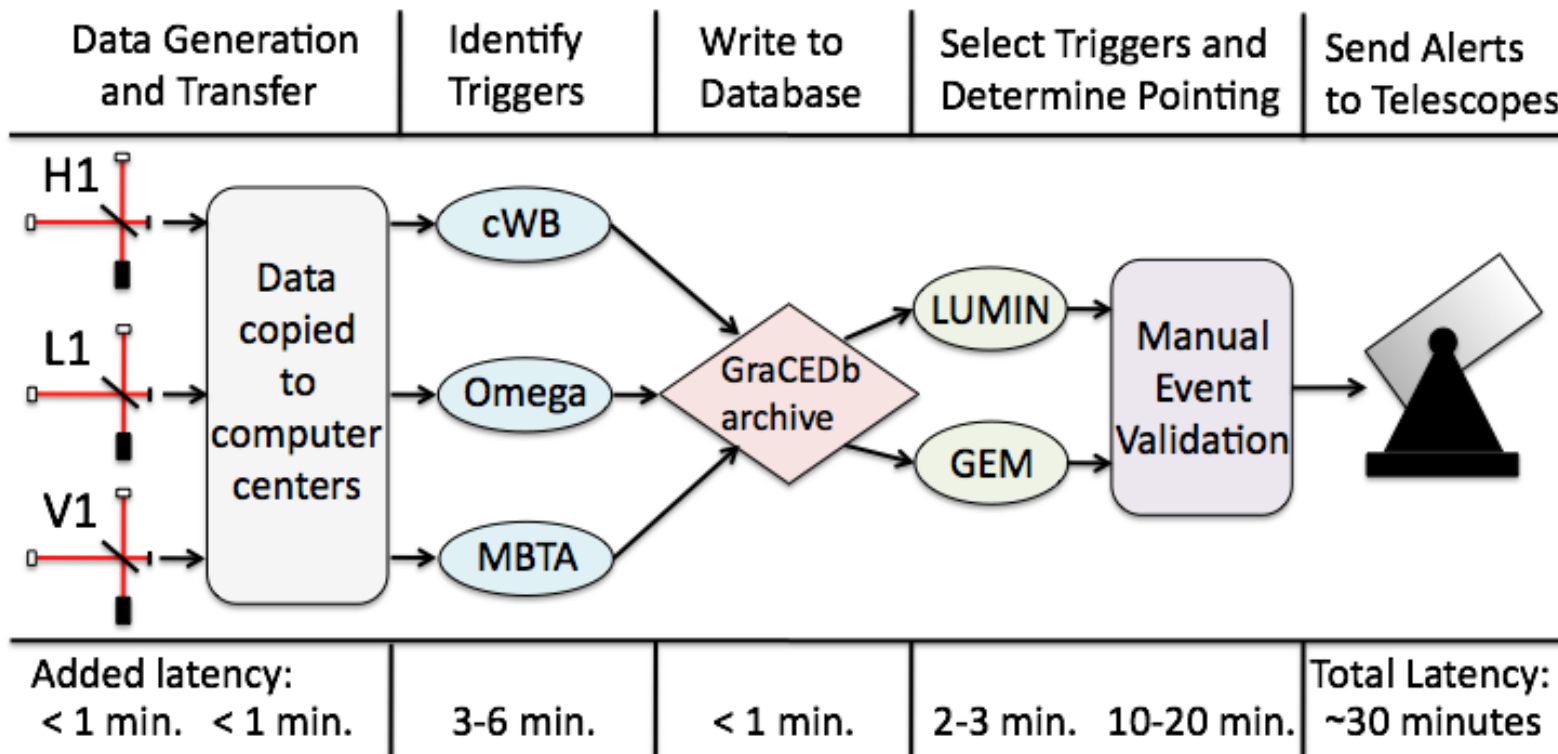 Data Generation
and Transfer
Identify
Triggers
Write to
Database
Select Triggers and
Determine Pointing
Send Alerts
to Telescopes
H1
L1
V1
Data
copied
to
computer
centers
cWB
Omega
MBTA
GraCEDb
archive
LUMIN
GEM
Manual
Event
Validation
Added latency:
< 1 min. < 1 min.
3-6 min.
< 1 min.
2-3 min. 10-20 min.
Total Latency:
~30 minutes